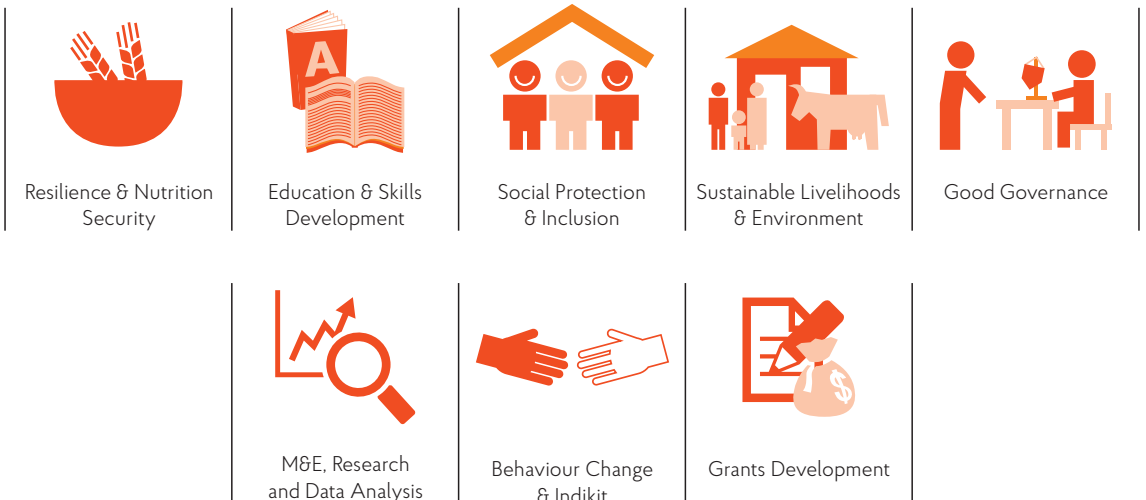 A
Resilience & Nutrition
Security
Education & Skills
Development
Social Protection
& Inclusion
Sustainable Livelihoods
& Environment
Good Governance
$
M&E, Research
and Data Analysis
Behaviour Change
& Indikit
Grants Development